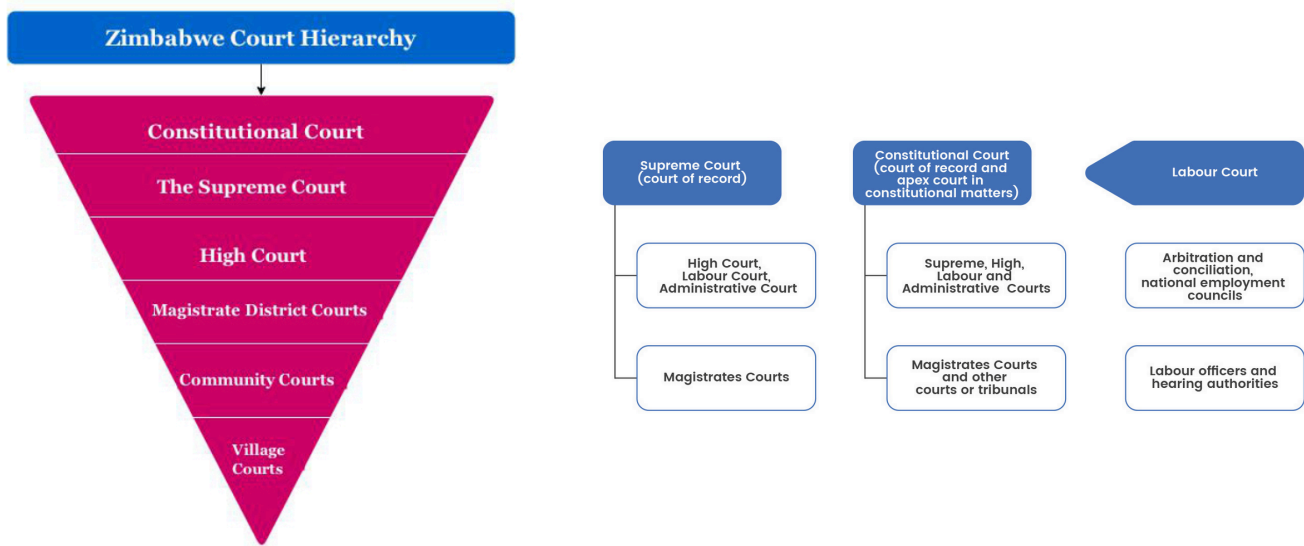 Zimbabwe Court Hierarchy
Constitutional Court
The Supreme Court
High Court
Magistrate District Courts
Community Courts
Village
Courts
Supreme Court
(court of record)
High Court,
Labour Court,
Administrative Court
Magistrates Courts
Constitutional Court
(court of record and
apex court in
constitutional matters)
Supreme, High,
Labour and
Administrative Courts
Magistrates Courts
and other
courts or tribunals
Labour Court
Arbitration and
conciliation,
national employment
councils
Labour officers and
hearing authorities